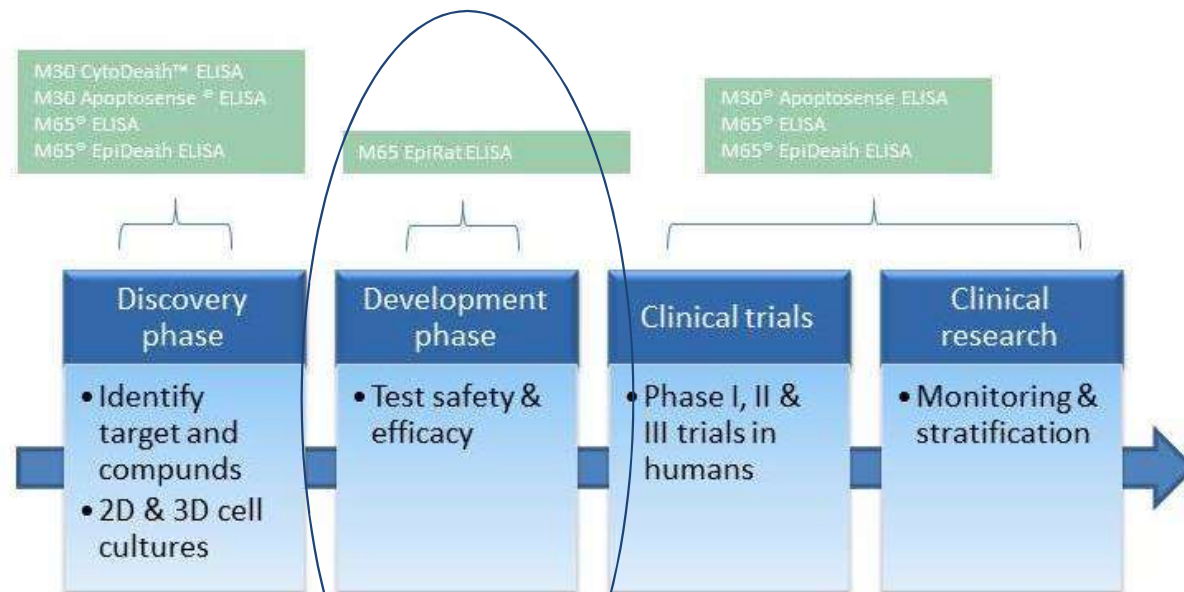 M30 CytoDeath™ ELISA
M30 Apoptosense ® ELISA
M65® ELISA
M65® EpiDeath ELISA
M65 EpiRat ELISA
M30® Apoptosense ELISA
M65® ELISA
M65® EpiDeath ELISA
Discovery
phase
• Identify
target and
compunds
• 2D & 3D cell
cultures
Development
phase
• Test safety &
efficacy
Clinical trials
• Phase I, II &
III trials in
humans
Clinical
research
• Monitoring &
stratification